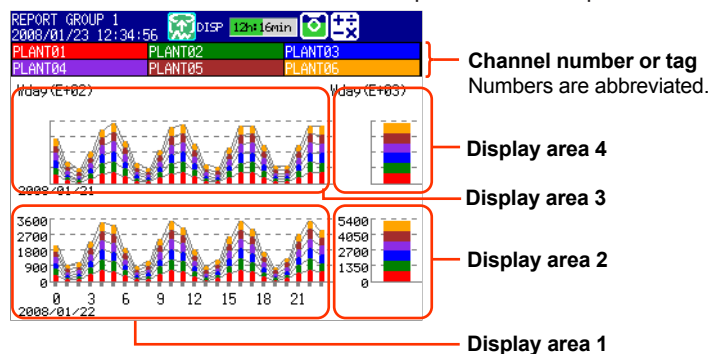 REPORT GROUP 1
2008/01/23 12:34:56 DISP 12h:16min
PLANT01 PLANT02 PLANT03
PLANT04 PLANT05 PLANT06
Channel number or tag
Numbers are abbreviated.
Wday(E+02) Wday(E+03)
Display area 4
2008/01/21
Display area 3
3600 5400
2700 4050
1800 2700
900 1350
0 0
Display area 2
0 3 6 9 12 15 18 21
2008/01/22
Display area 1